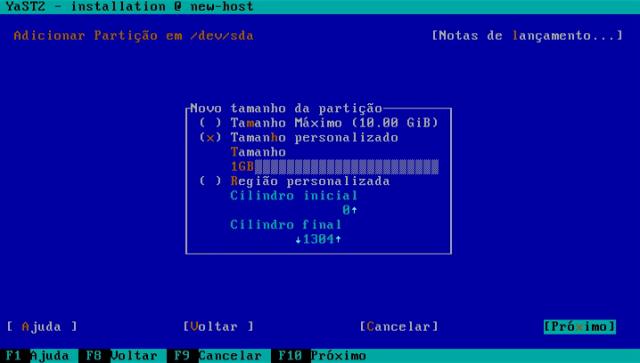 YaST2 - installation @ new-host
Adicionar Partição em /dev/sda [Notas de lançamento...]
Novo tamanho da partição
( ) Tamanho Máximo (10.00 GiB)
(x) Tamanho personalizado
Tamanho
1GB
( ) Região personalizada
Cilindro inicial
0↑
Cilindro final
↓1304↑
[ Ajuda ] [Voltar ] [Cancelar] [Próximo]
F1 Ajuda F8 Voltar F9 Cancelar F10 Próximo